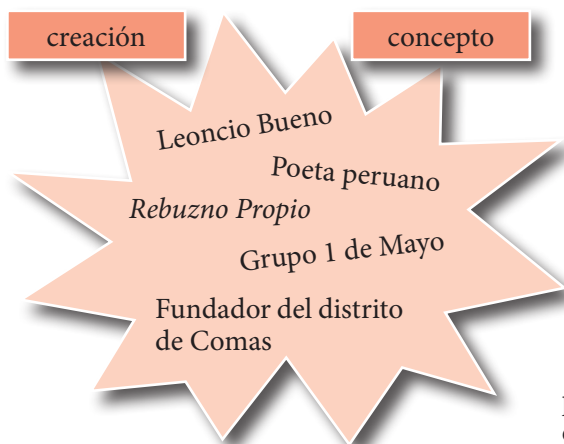 creación
concepto
Leoncio Bueno
Poeta peruano
Rebuzno Propio
Grupo 1 de Mayo
Fundador del distrito
de Comas